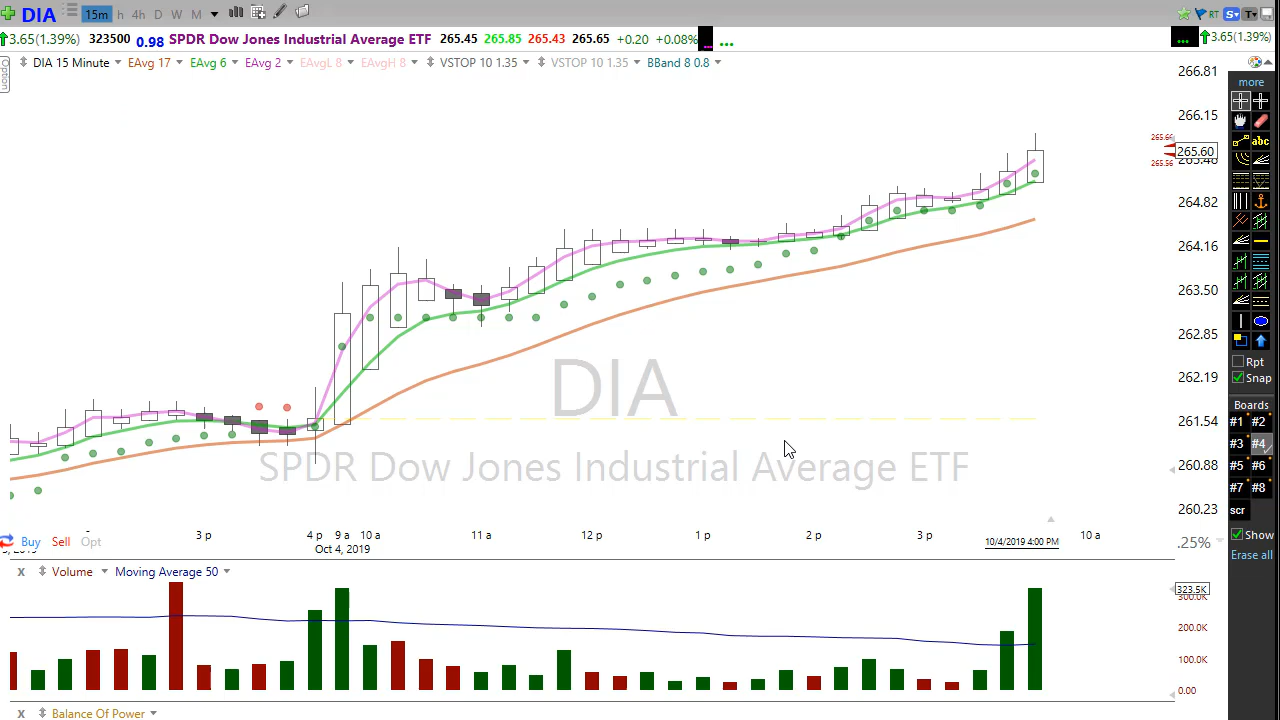 DIA 15m h 4h D W M RT S T
3.65(1.39%) 323500 0.98 SPDR Dow Jones Industrial Average ETF 265.45 265.85 265.43 265.65 +0.20 +0.08% ... ... ... 3.65(1.39%)
DIA 15 Minute EAvg 17 EAvg 6 EAvg 2 EAvgL 8 EAvgH 8 VSTOP 10 1.35 VSTOP 10 1.35 BBand 8 0.8
Option
266.81
266.15
265.66
265.60
265.56
264.82
264.16
263.50
262.85
262.19
261.54
260.88
260.23
.25%
DIA
SPDR Dow Jones Industrial Average ETF
3 p 4 p 9 a 10 a 11 a 12 p 1 p 2 p 3 p 10/4/2019 4:00 PM 10 a
Oct 4, 2019
Buy Sell Opt
X Volume Moving Average 50
323.5K
300.0K
200.0K
100.0K
0.00
X Balance Of Power
more
abc
Rpt
Snap
Boards
#1 #2
#3 #4
#5 #6
#7 #8
scr
Show
Erase all